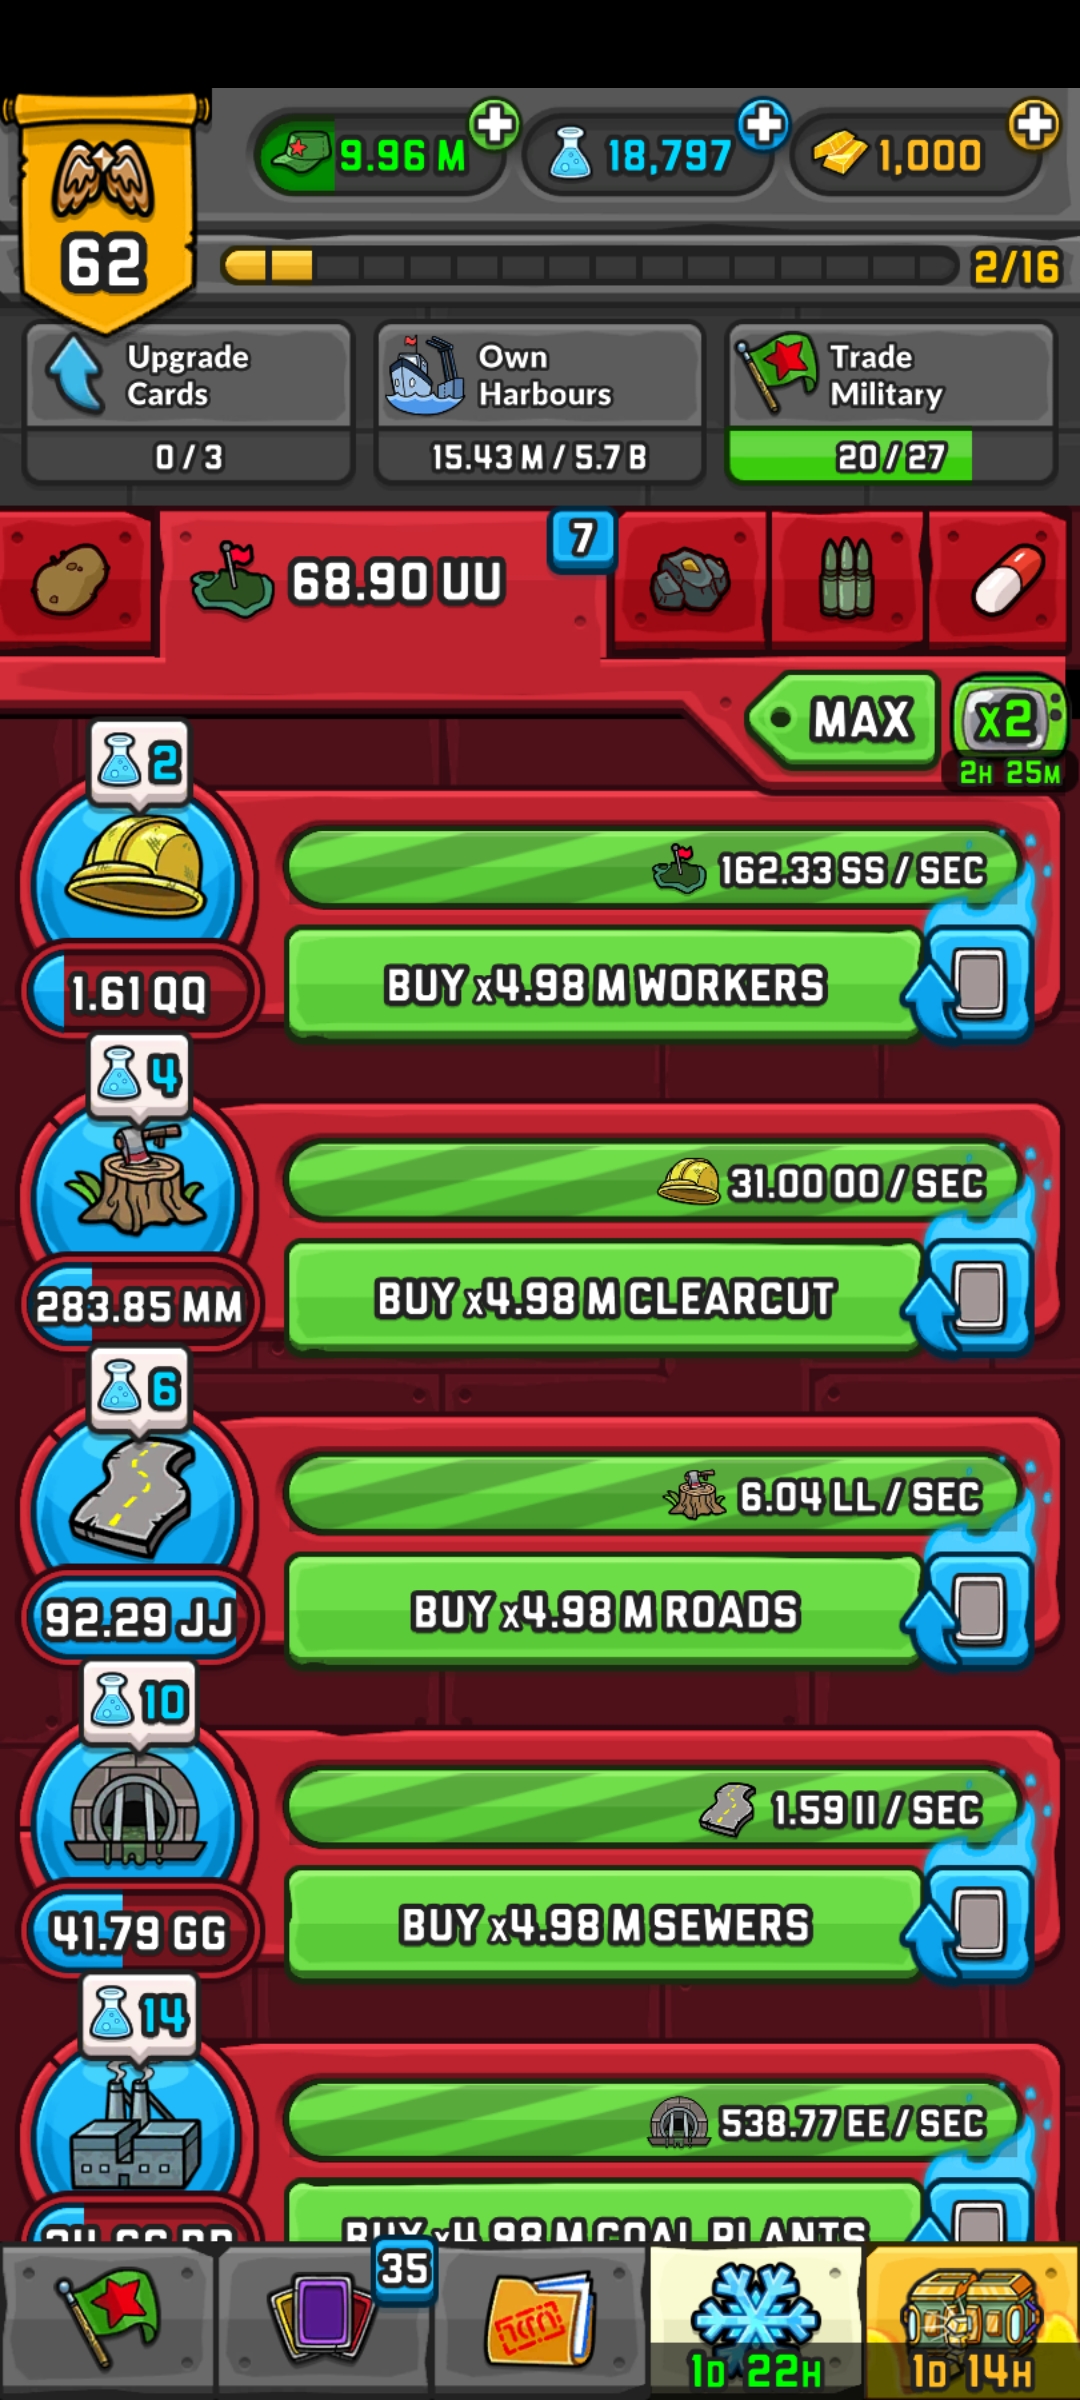 62
9.96 M
18,797
1,000
2/16
Upgrade Cards
0 / 3
Own Harbours
15.43 M / 5.7 B
Trade Military
20 / 27
68.90 UU
7
MAX
x2
2H 25M
2
162.33 SS / SEC
1.61 QQ
BUY x4.98 M WORKERS
4
31.00 OO / SEC
283.85 MM
BUY x4.98 M CLEARCUT
6
6.04 LL / SEC
92.29 JJ
BUY x4.98 M ROADS
10
1.59 II / SEC
41.79 GG
BUY x4.98 M SEWERS
14
538.77 EE / SEC
BUY x4.98 M COAL PLANTS
35
1D 22H
1D 14H